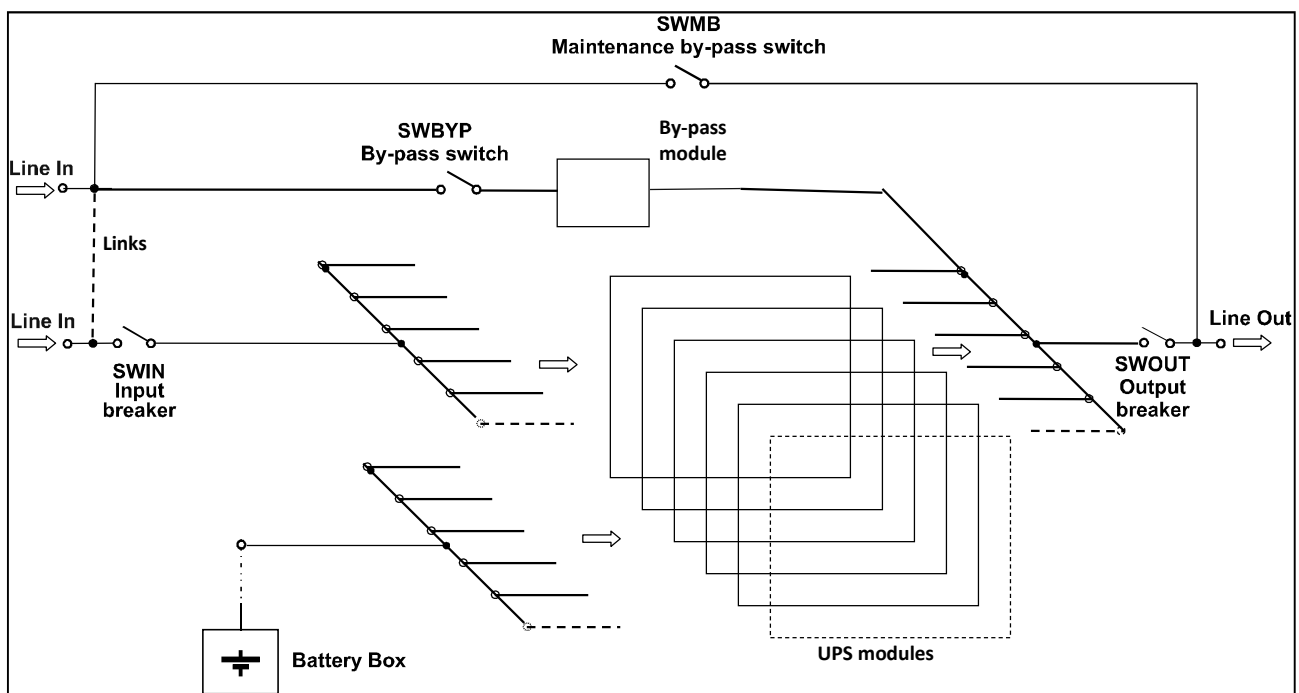 SWMB
Maintenance by-pass switch
SWBYP
By-pass switch
By-pass
module
Line In
Links
Line In
SWIN
Input
breaker
Line Out
SWOUT
Output
breaker
Battery Box
UPS modules